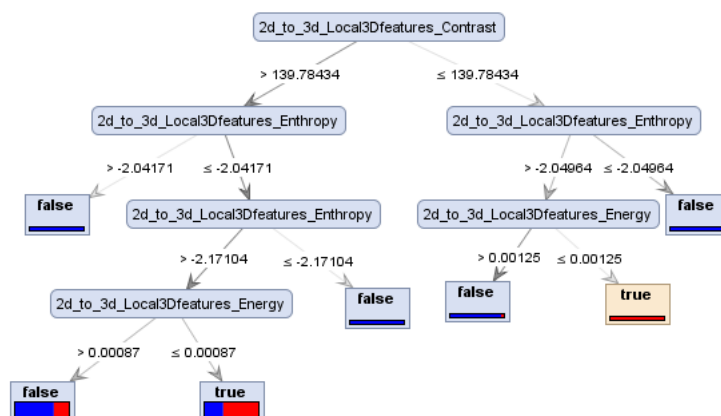 2d_to_3d_Local3Dfeatures_Contrast
> 139.78434 ≤ 139.78434
2d_to_3d_Local3Dfeatures_Enthropy 2d_to_3d_Local3Dfeatures_Enthropy
> -2.04171 ≤ -2.04171 > -2.04964 ≤ -2.04964
false 2d_to_3d_Local3Dfeatures_Enthropy 2d_to_3d_Local3Dfeatures_Energy false
> -2.17104 ≤ -2.17104 > 0.00125 ≤ 0.00125
2d_to_3d_Local3Dfeatures_Energy false false true
> 0.00087 ≤ 0.00087
false true